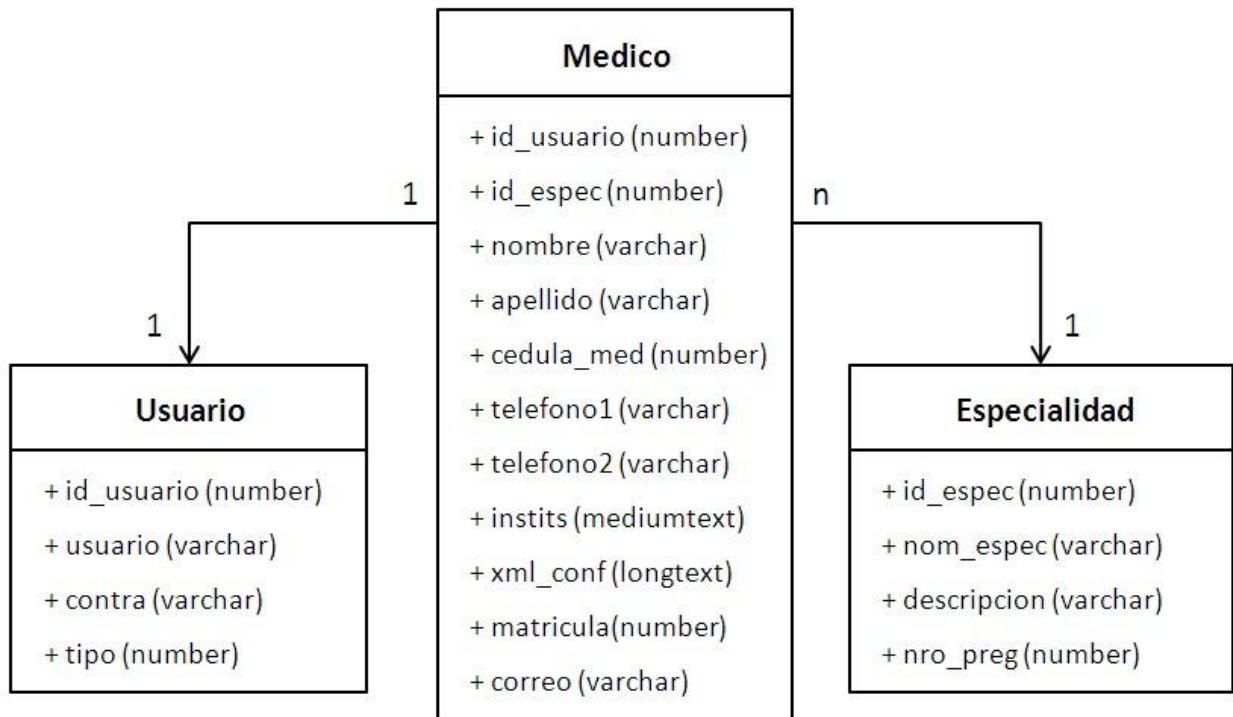 Medico
+ id_usuario (number)
+ id_espec (number)
+ nombre (varchar)
+ apellido (varchar)
+ cedula_med (number)
+ telefono1 (varchar)
+ telefono2 (varchar)
+ instits (mediumtext)
+ xml_conf (longtext)
+ matricula(number)
+ correo (varchar)
1
1
n
1
Usuario
+ id_usuario (number)
+ usuario (varchar)
+ contra (varchar)
+ tipo (number)
Especialidad
+ id_espec (number)
+ nom_espec (varchar)
+ descripcion (varchar)
+ nro_preg (number)